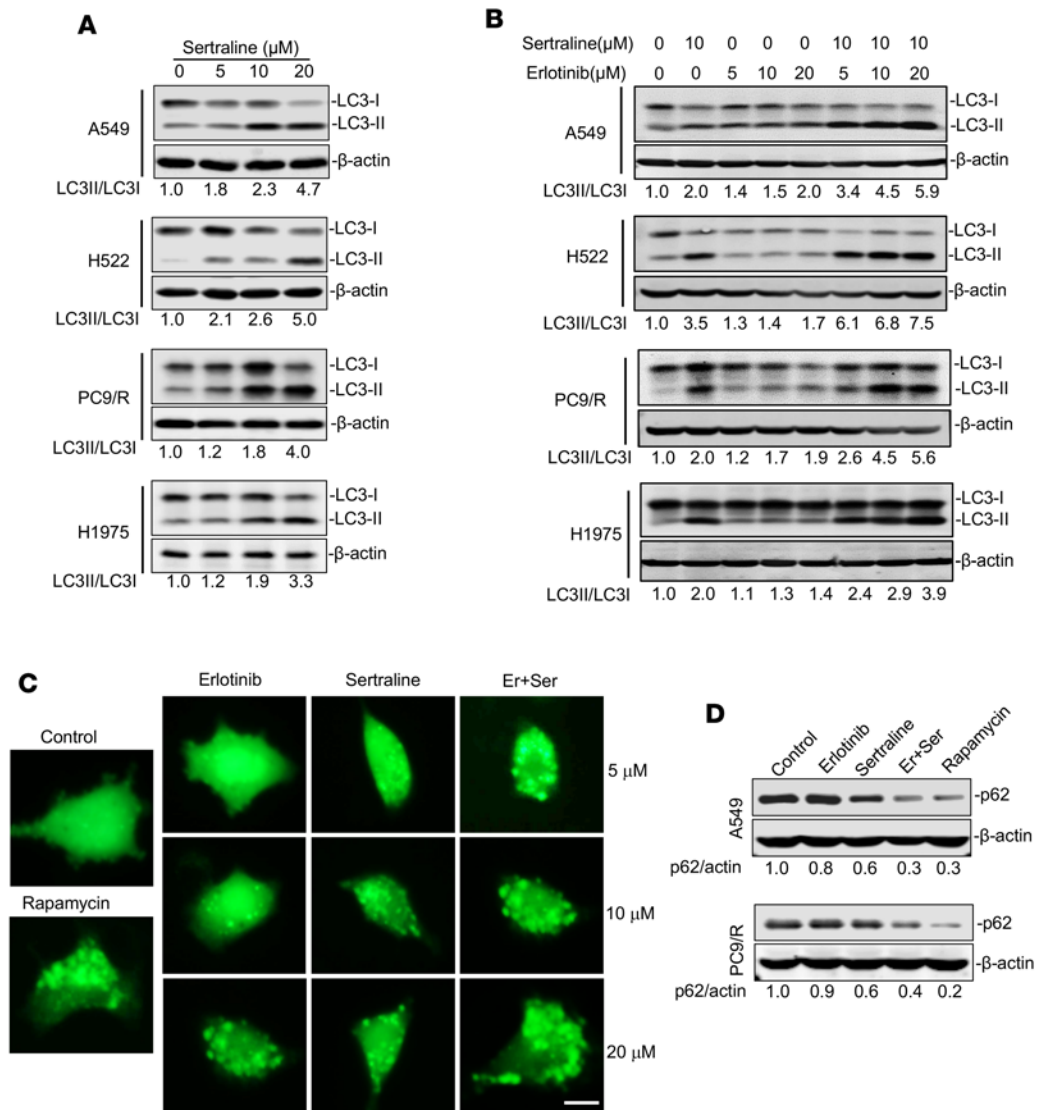 A
Sertraline (μM)
0 5 10 20
A549
-LC3-I
-LC3-II
-β-actin
LC3II/LC3I 1.0 1.8 2.3 4.7
H522
-LC3-I
-LC3-II
-β-actin
LC3II/LC3I 1.0 2.1 2.6 5.0
PC9/R
-LC3-I
-LC3-II
-β-actin
LC3II/LC3I 1.0 1.2 1.8 4.0
H1975
-LC3-I
-LC3-II
-β-actin
LC3II/LC3I 1.0 1.2 1.9 3.3
B
Sertraline(μM) 0 10 0 0 0 10 10 10
Erlotinib(μM) 0 0 5 10 20 5 10 20
A549
-LC3-I
-LC3-II
-β-actin
LC3II/LC3I 1.0 2.0 1.4 1.5 2.0 3.4 4.5 5.9
H522
-LC3-I
-LC3-II
-β-actin
LC3II/LC3I 1.0 3.5 1.3 1.4 1.7 6.1 6.8 7.5
PC9/R
-LC3-I
-LC3-II
-β-actin
LC3II/LC3I 1.0 2.0 1.2 1.7 1.9 2.6 4.5 5.6
H1975
-LC3-I
-LC3-II
-β-actin
LC3II/LC3I 1.0 2.0 1.1 1.3 1.4 2.4 2.9 3.9
C
Control
Rapamycin
Erlotinib Sertraline Er+Ser
5 μM
10 μM
20 μM
D
Control Erlotinib Sertraline Er+Ser Rapamycin
A549
-p62
-β-actin
p62/actin 1.0 0.8 0.6 0.3 0.3
PC9/R
-p62
-β-actin
p62/actin 1.0 0.9 0.6 0.4 0.2